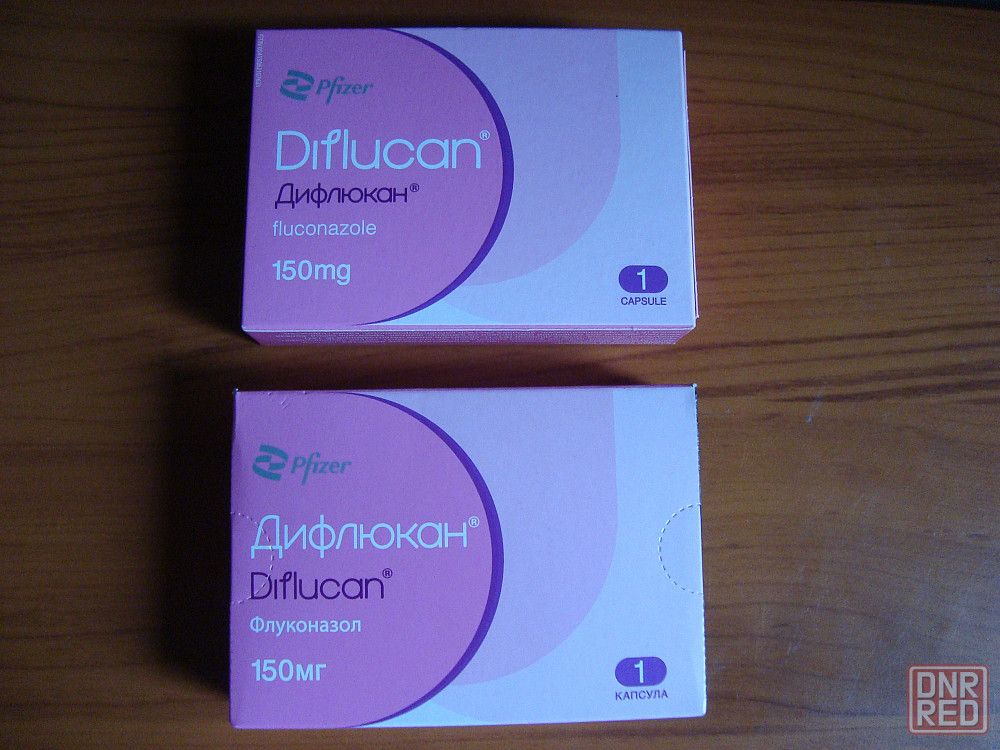 Pfizer
Diflucan®
Дифлюкан®
fluconazole
150mg
1
CAPSULE
Pfizer
Дифлюкан®
Diflucan®
Флуконазол
150мг
1
КАПСУЛА
DNR
RED